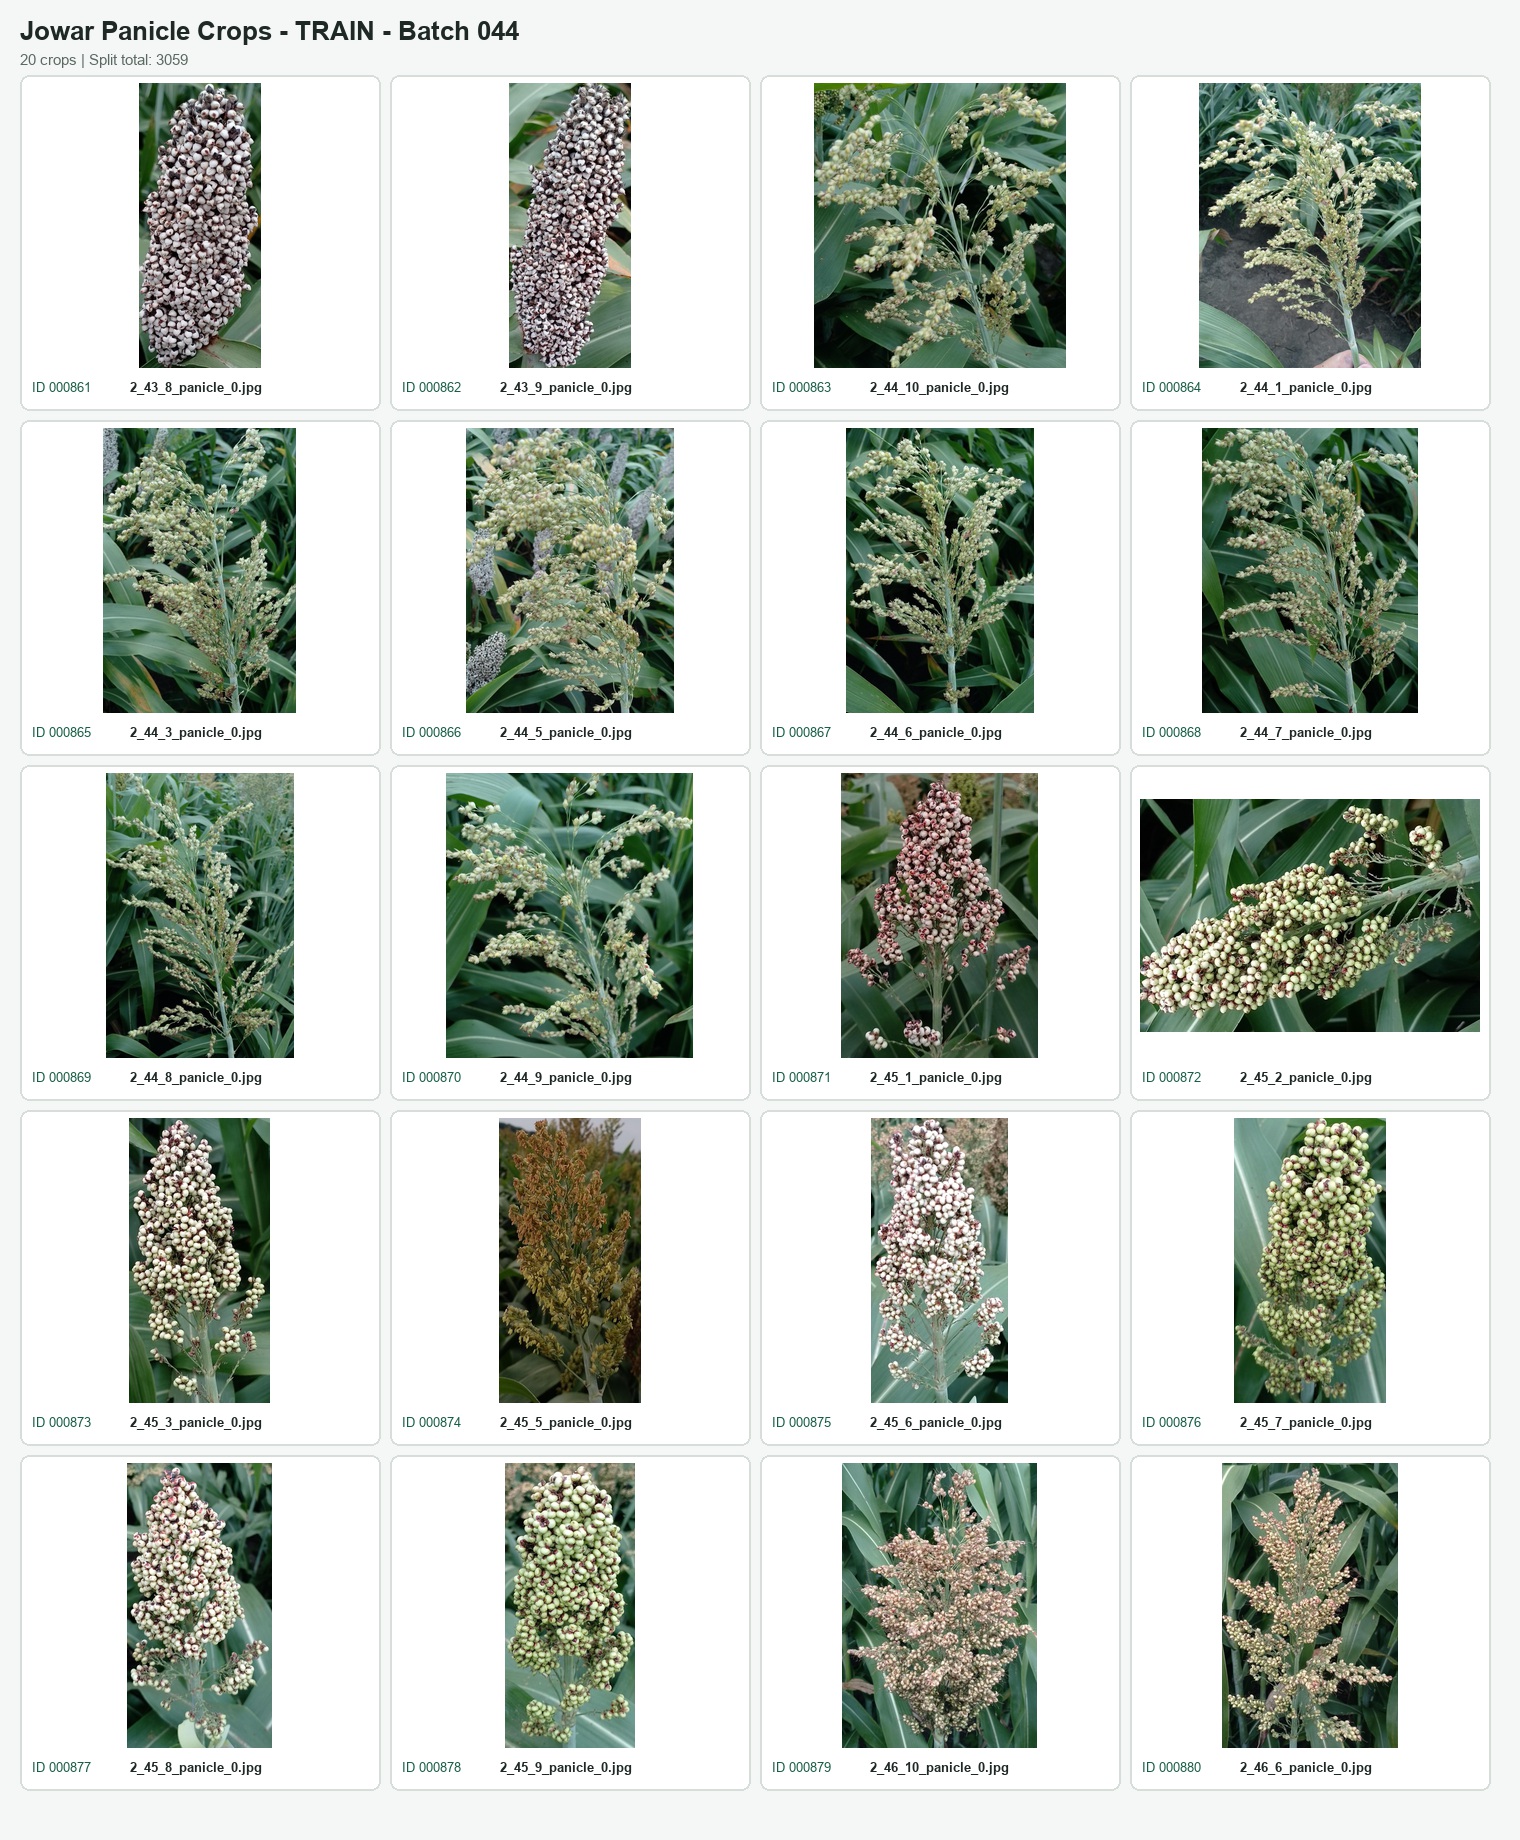 Jowar Panicle Crops - TRAIN - Batch 044
20 crops | Split total: 3059
ID 000861 2_43_8_panicle_0.jpg
ID 000862 2_43_9_panicle_0.jpg
ID 000863 2_44_10_panicle_0.jpg
ID 000864 2_44_1_panicle_0.jpg
ID 000865 2_44_3_panicle_0.jpg
ID 000866 2_44_5_panicle_0.jpg
ID 000867 2_44_6_panicle_0.jpg
ID 000868 2_44_7_panicle_0.jpg
ID 000869 2_44_8_panicle_0.jpg
ID 000870 2_44_9_panicle_0.jpg
ID 000871 2_45_1_panicle_0.jpg
ID 000872 2_45_2_panicle_0.jpg
ID 000873 2_45_3_panicle_0.jpg
ID 000874 2_45_5_panicle_0.jpg
ID 000875 2_45_6_panicle_0.jpg
ID 000876 2_45_7_panicle_0.jpg
ID 000877 2_45_8_panicle_0.jpg
ID 000878 2_45_9_panicle_0.jpg
ID 000879 2_46_10_panicle_0.jpg
ID 000880 2_46_6_panicle_0.jpg